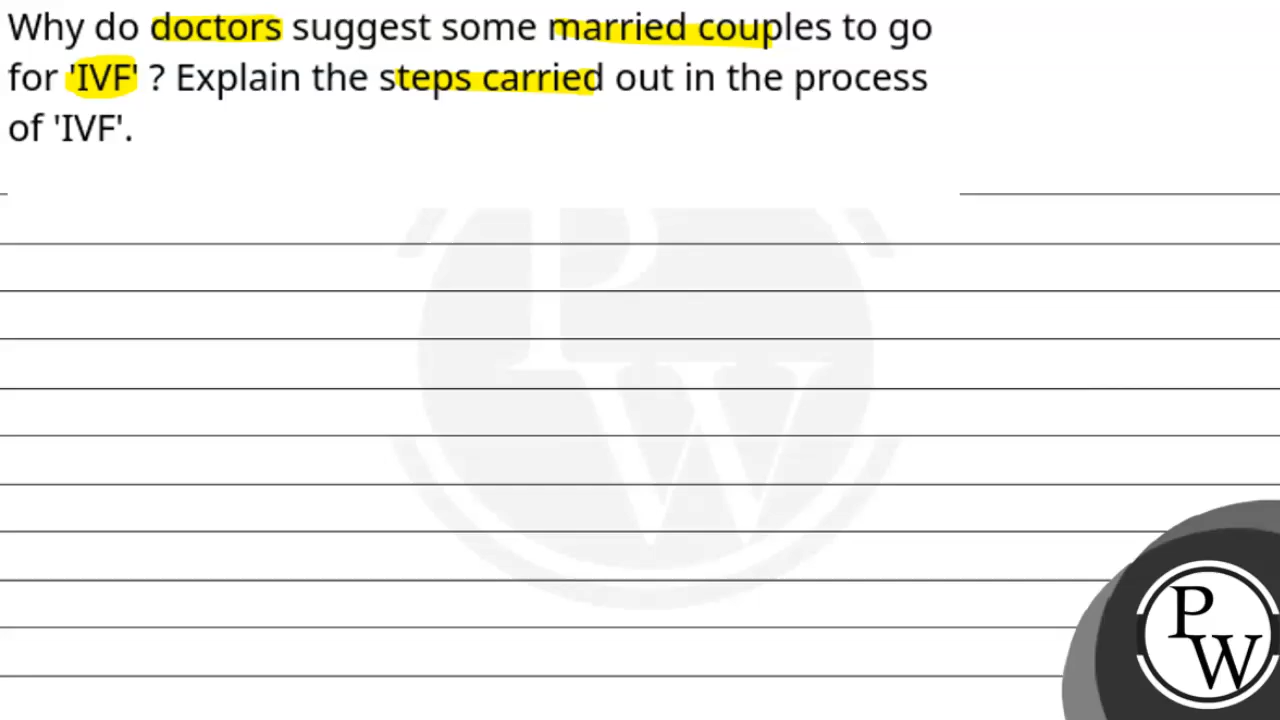 Why do doctors suggest some married couples to go
for 'IVF' ? Explain the steps carried out in the process
of 'IVF'.
P
W
P
W